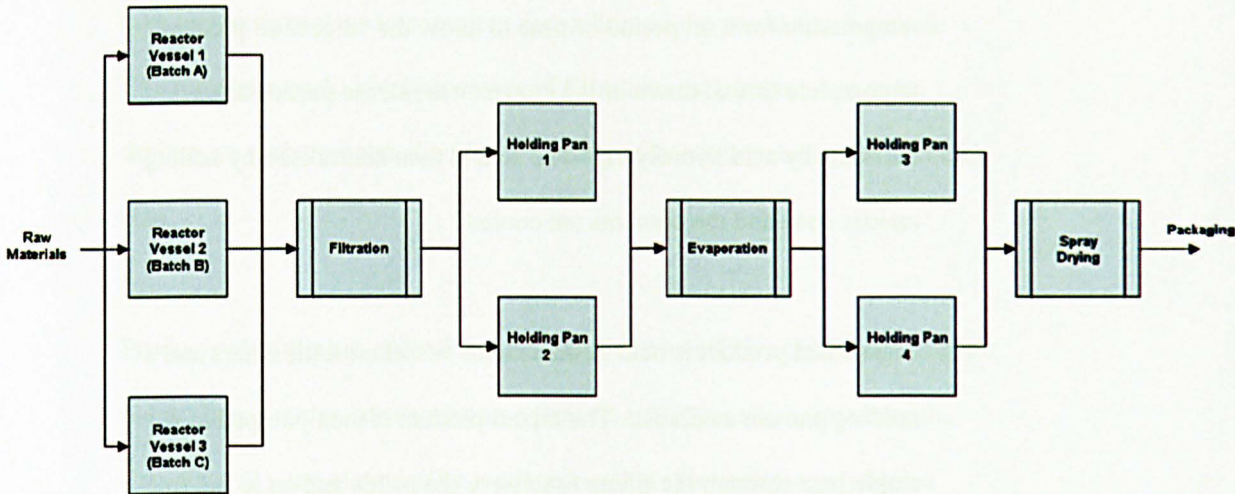 Reactor
Vessel 1
(Batch A)
Holding Pan
1
Holding Pan
3
Raw
Materials
Reactor
Vessel 2
(Batch B)
Filtration
Evaporation
Spray
Drying
Packaging
Holding Pan
2
Holding Pan
4
Reactor
Vessel 3
(Batch C)